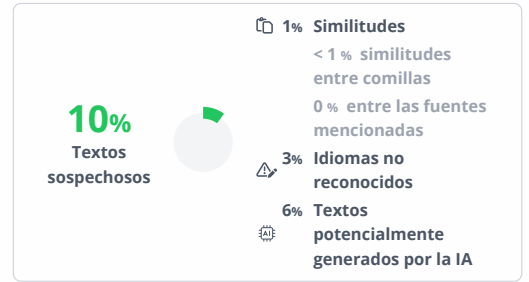 10%
Textos
sospechosos
1% Similitudes
< 1 % similitudes
entre comillas
0 % entre las fuentes
mencionadas
3% Idiomas no
reconocidos
6% Textos
AI
potencialmente
generados por la IA